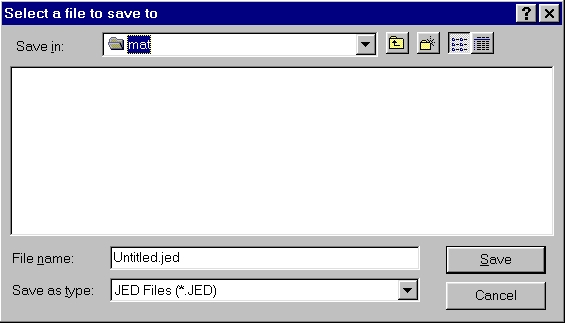 Select a file to save to
Save in: mat
File name: Untitled.jed Save
Save as type: JED Files (*.JED) Cancel